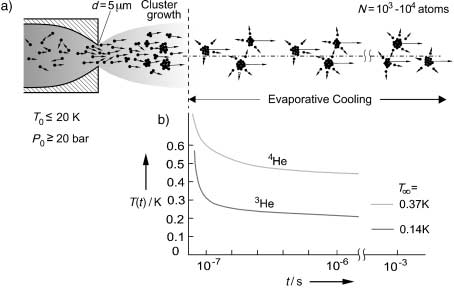 a)
d = 5 μm
Cluster
growth
N = 10³ -10⁴ atoms
Evaporative Cooling
T₀ ≤ 20 K
P₀ ≥ 20 bar
b)
T(t) / K
0.6
0.5
0.4
0.3
0.2
0.1
0
⁴He
³He
T∞ =
0.37K
0.14K
10⁻⁷
10⁻⁶
10⁻³
t / s